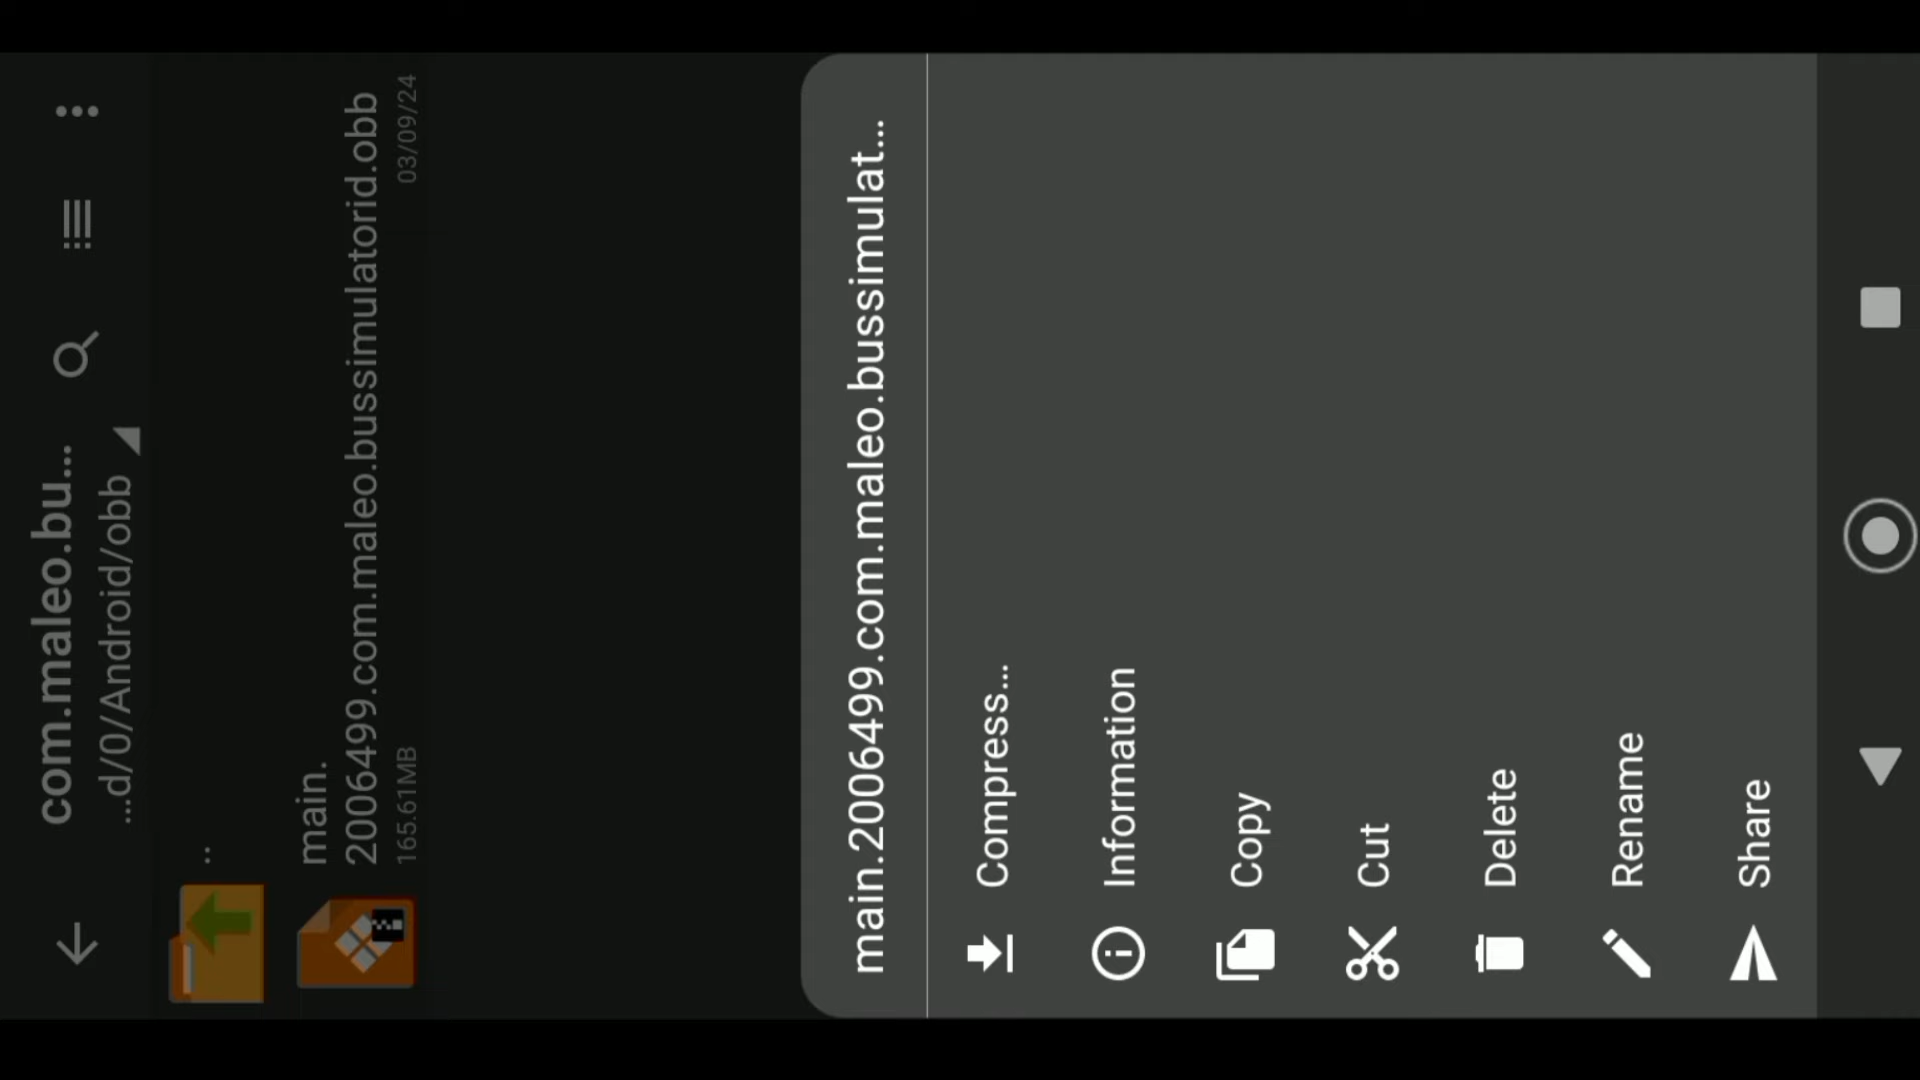 com.maleo.bu...
...d/0/Android/obb
..
main.
2006499.com.maleo.bussimulatorid.obb
165.61MB
03/09/24
main.2006499.com.maleo.bussimulat...
Compress...
Information
Copy
Cut
Delete
Rename
Share